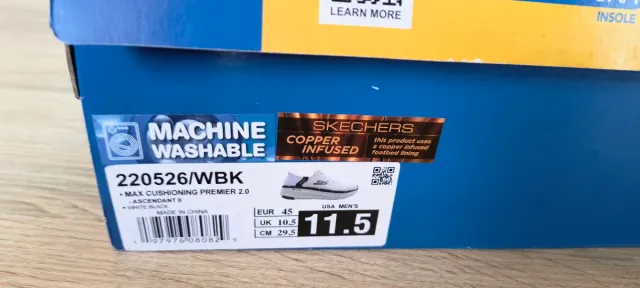 LEARN MORE
INSOLE
MACHINE
WASHABLE
SKECHERS
COPPER
INFUSED
this product uses
a copper infused
footbed lining
220526/WBK
• MAX CUSHIONING PREMIER 2.0
- ASCENDANT II
• WHITE/BLACK
MADE IN CHINA
EUR 45
UK 10.5
CM 29.5
USA MEN'S
11.5
97976 08082